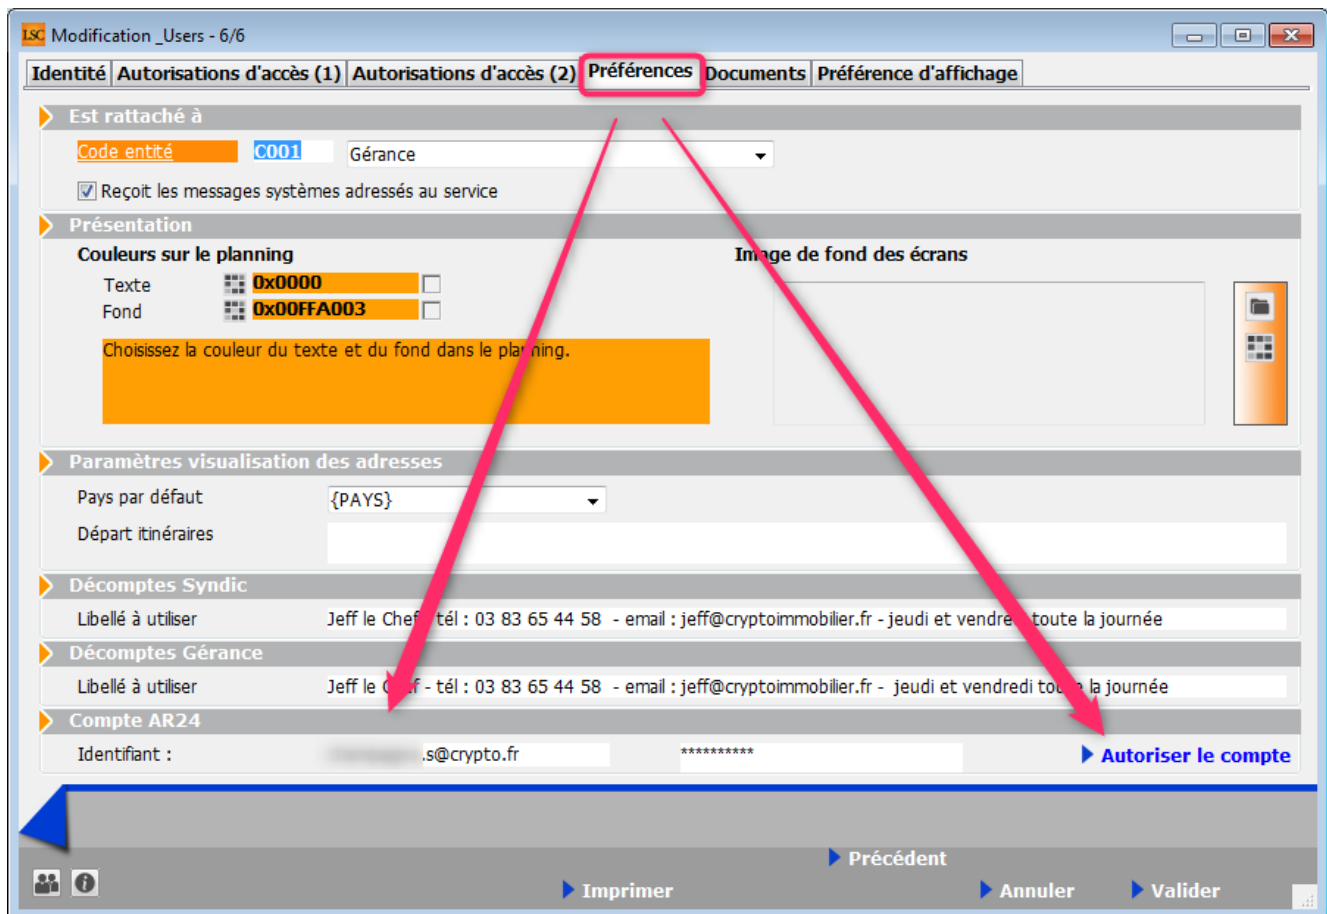 LSC Modification _Users - 6/6
Identité Autorisations d'accès (1) Autorisations d'accès (2) Préférences Documents Préférence d'affichage
Est rattaché à
Code entité C001 Gérance
Reçoit les messages systèmes adressés au service
Présentation
Couleurs sur le planning Image de fond des écrans
Texte 0x0000
Fond 0x00FFA003
Choisissez la couleur du texte et du fond dans le planning.
Paramètres visualisation des adresses
Pays par défaut {PAYS}
Départ itinéraires
Décomptes Syndic
Libellé à utiliser Jeff le Chef - tél : 03 83 65 44 58 - email : jeff@cryptoimmobilier.fr - jeudi et vendredi toute la journée
Décomptes Gérance
Libellé à utiliser Jeff le Chef - tél : 03 83 65 44 58 - email : jeff@cryptoimmobilier.fr - jeudi et vendredi toute la journée
Compte AR24
Identifiant : .s@crypto.fr ********** Autoriser le compte
Précédent
Imprimer Annuler Valider